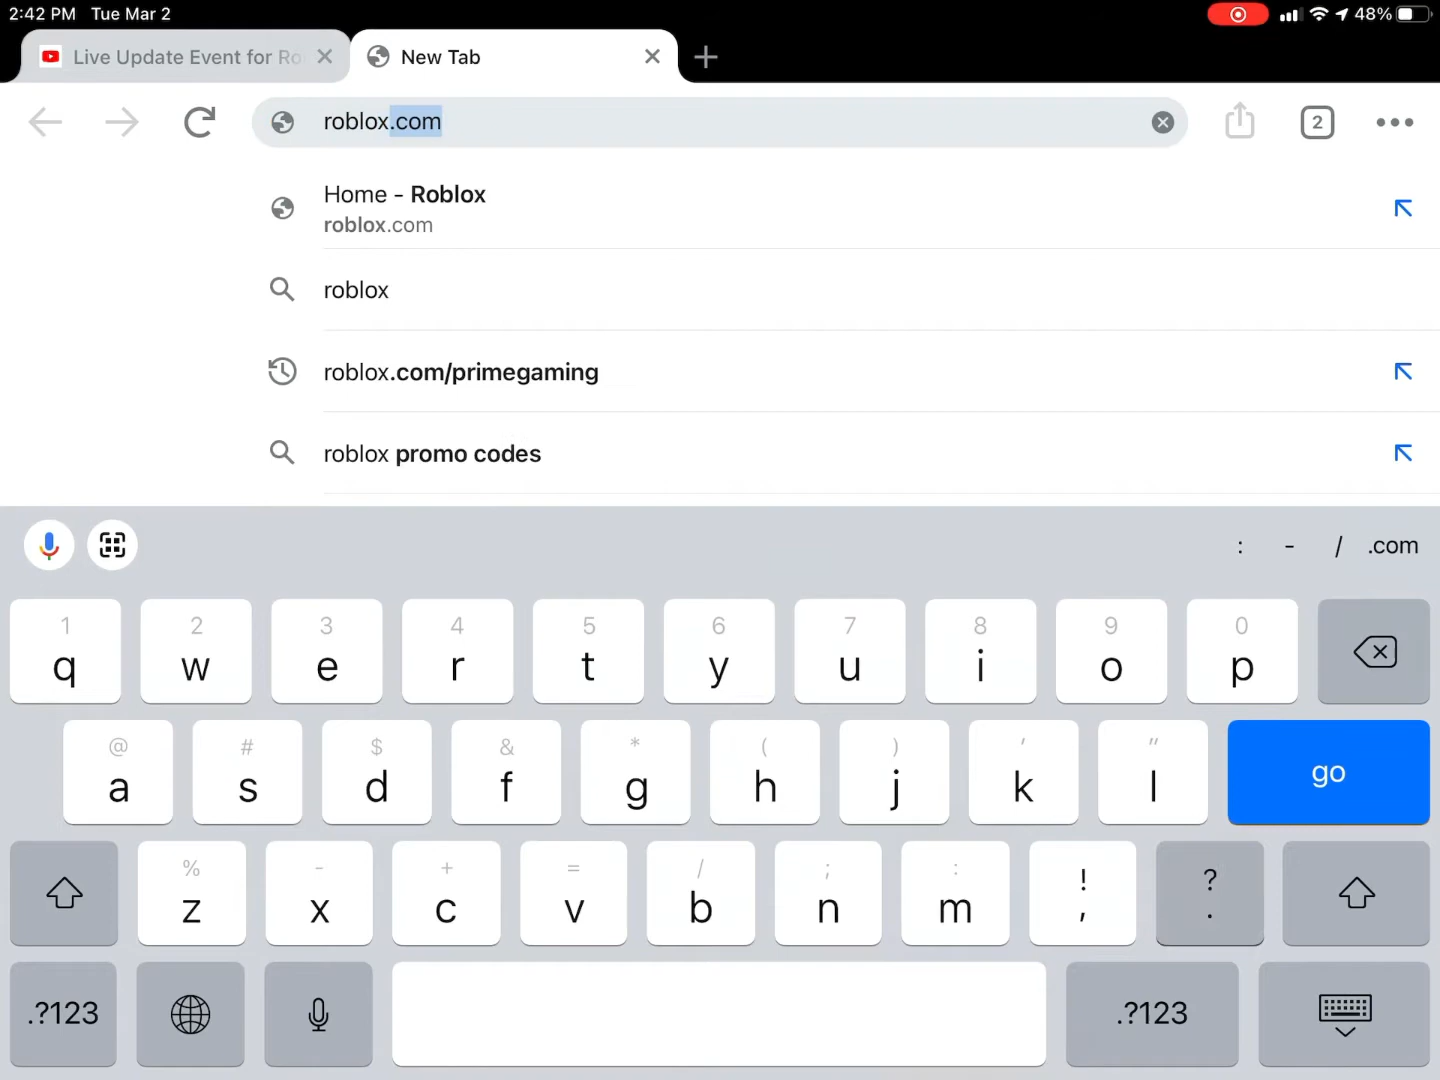 2:42 PM Tue Mar 2
48%
Live Update Event for Ro
New Tab
roblox.com
2
Home - Roblox
roblox.com
roblox
roblox.com/primegaming
roblox promo codes
: - / .com
1 2 3 4 5 6 7 8 9 0
q w e r t y u i o p
@ # $ & * ( ) ' "
a s d f g h j k l go
% - + = / ; : ! ?
z x c v b n m , .
.?123 .?123